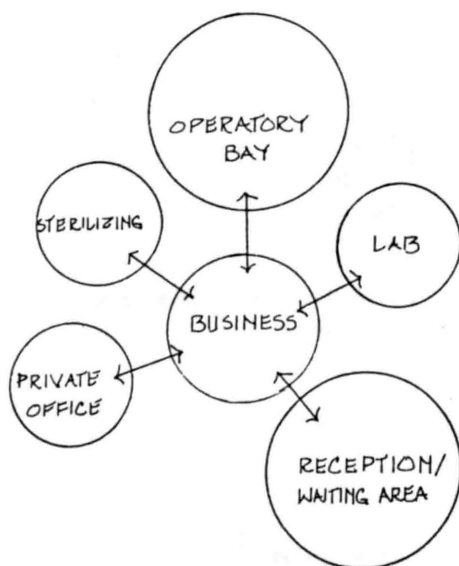 OPERATORY
BAY
STERILIZING
LAB
BUSINESS
PRIVATE
OFFICE
RECEPTION/
WAITING AREA